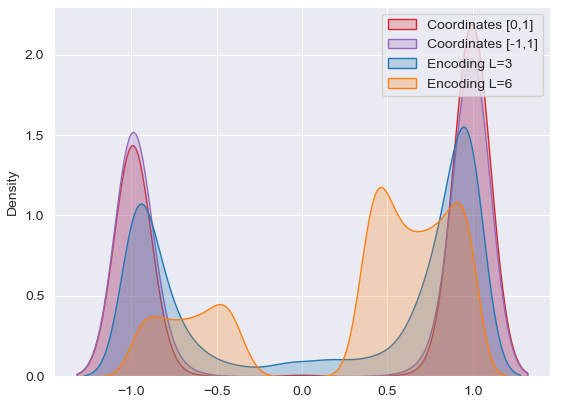 Coordinates [0,1]
Coordinates [-1,1]
Encoding L=3
Encoding L=6
Density
2.0
1.5
1.0
0.5
0.0
−1.0 −0.5 0.0 0.5 1.0